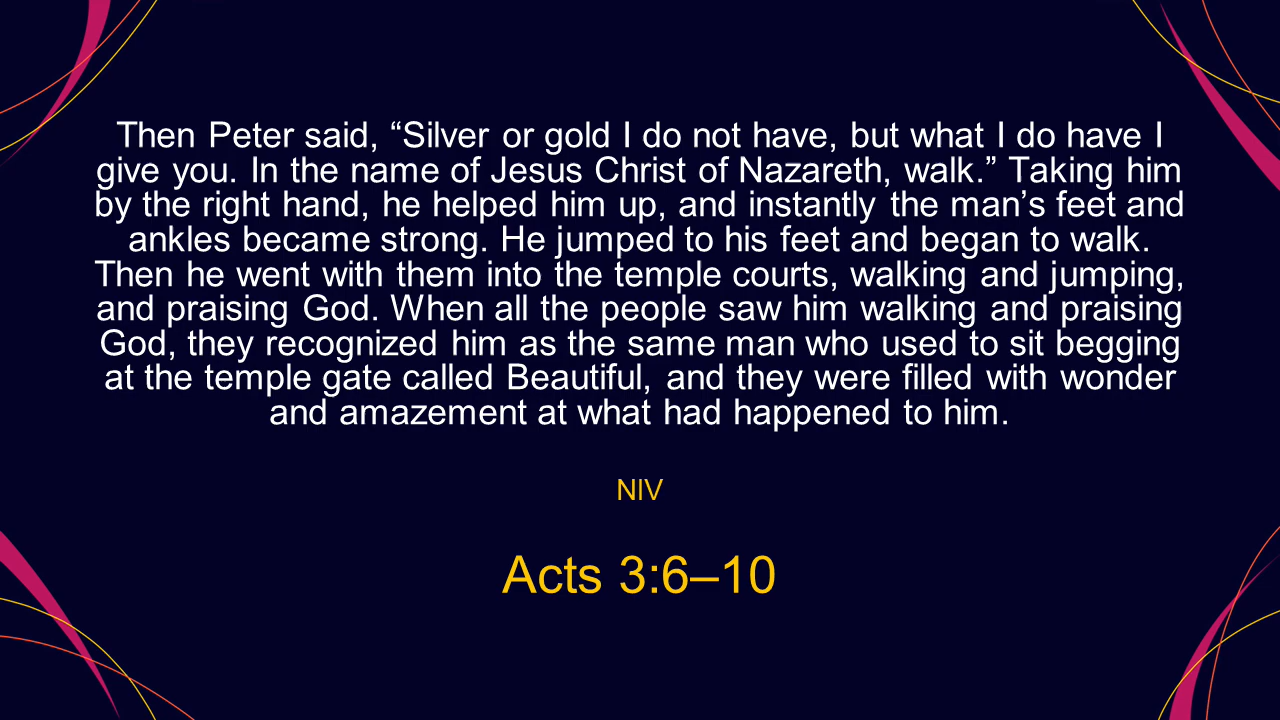 Then Peter said, “Silver or gold I do not have, but what I do have I
give you. In the name of Jesus Christ of Nazareth, walk.” Taking him
by the right hand, he helped him up, and instantly the man’s feet and
ankles became strong. He jumped to his feet and began to walk.
Then he went with them into the temple courts, walking and jumping,
and praising God. When all the people saw him walking and praising
God, they recognized him as the same man who used to sit begging
at the temple gate called Beautiful, and they were filled with wonder
and amazement at what had happened to him.
NIV
Acts 3:6–10